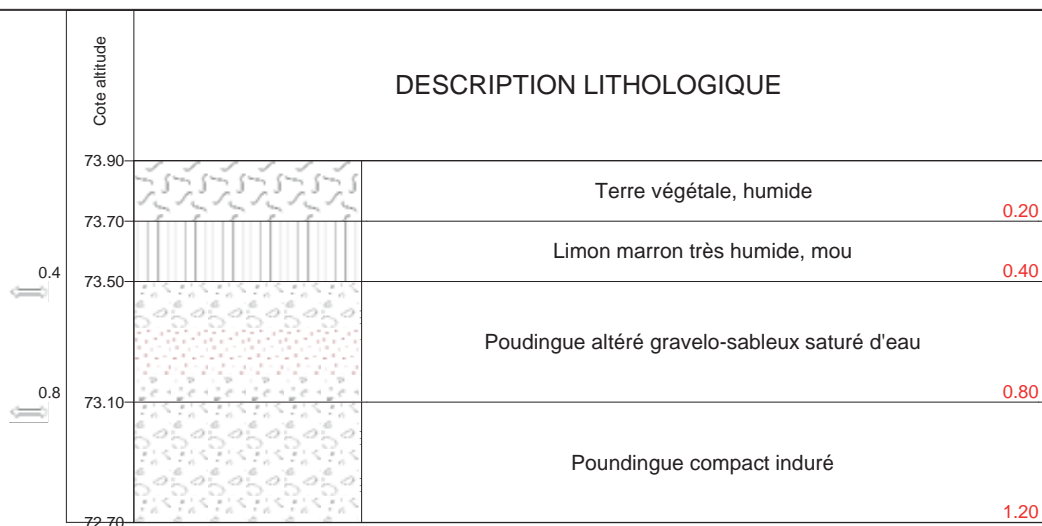 Cote altitude
DESCRIPTION LITHOLOGIQUE
73.90
Terre végétale, humide
0.20
73.70
Limon marron très humide, mou
0.40
0.4
73.50
Poudingue altéré gravelo-sableux saturé d'eau
0.80
0.8
73.10
Poundingue compact induré
1.20
72.70